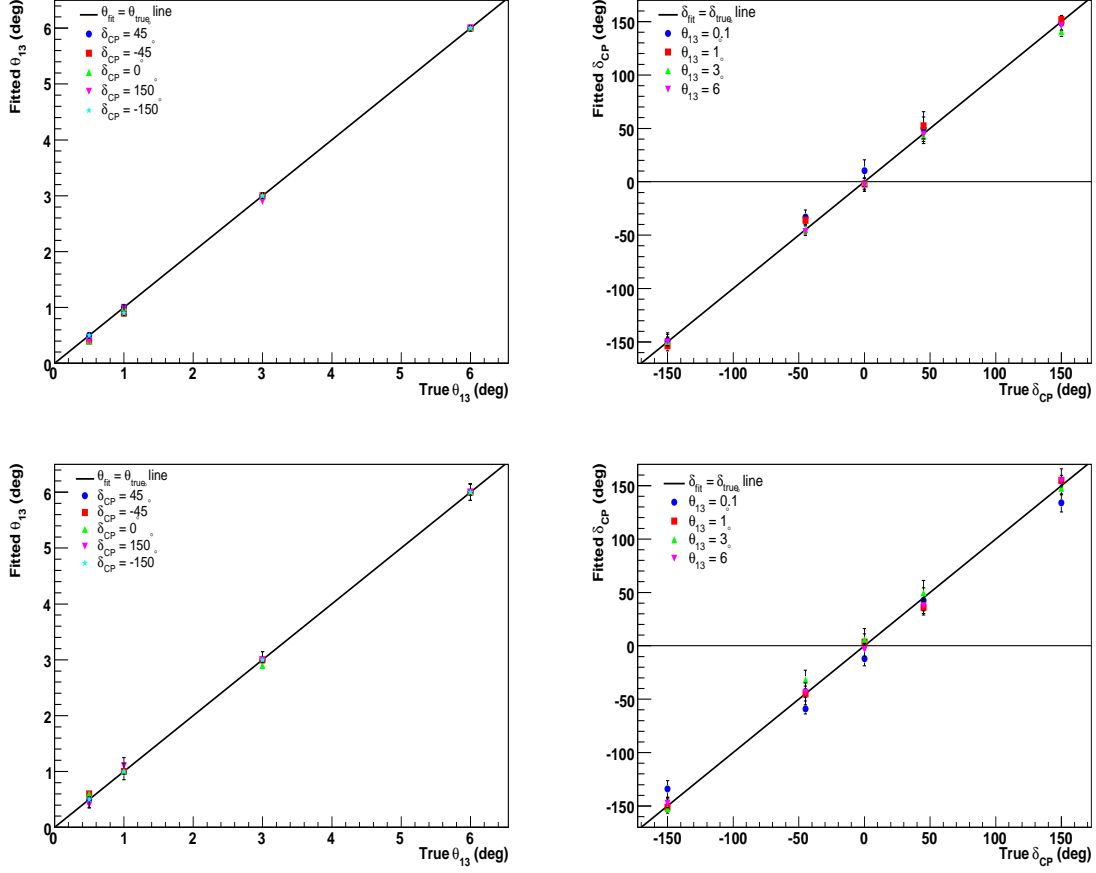 Fitted θ13 (deg)
θfit = θtrue line
δCP = 45°
δCP = -45°
δCP = 0°
δCP = 150°
δCP = -150°
6
5
4
3
2
1
0
0 1 2 3 4 5 6
True θ13 (deg)
Fitted δCP (deg)
δfit = δtrue line
θ13 = 0.1°
θ13 = 1°
θ13 = 3°
θ13 = 6°
150
100
50
0
-50
-100
-150
-150 -100 -50 0 50 100 150
True δCP (deg)
Fitted θ13 (deg)
θfit = θtrue line
δCP = 45°
δCP = -45°
δCP = 0°
δCP = 150°
δCP = -150°
6
5
4
3
2
1
0
0 1 2 3 4 5 6
True θ13 (deg)
Fitted δCP (deg)
δfit = δtrue line
θ13 = 0.1°
θ13 = 1°
θ13 = 3°
θ13 = 6°
150
100
50
0
-50
-100
-150
-150 -100 -50 0 50 100 150
True δCP (deg)